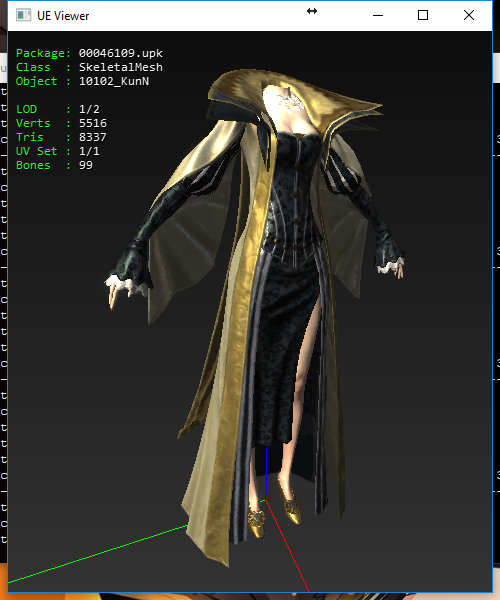 UE Viewer
Package: 00046109.upk
Class : SkeletalMesh
Object : 10102_KunN
LOD : 1/2
Verts : 5516
Tris : 8337
UV Set : 1/1
Bones : 99